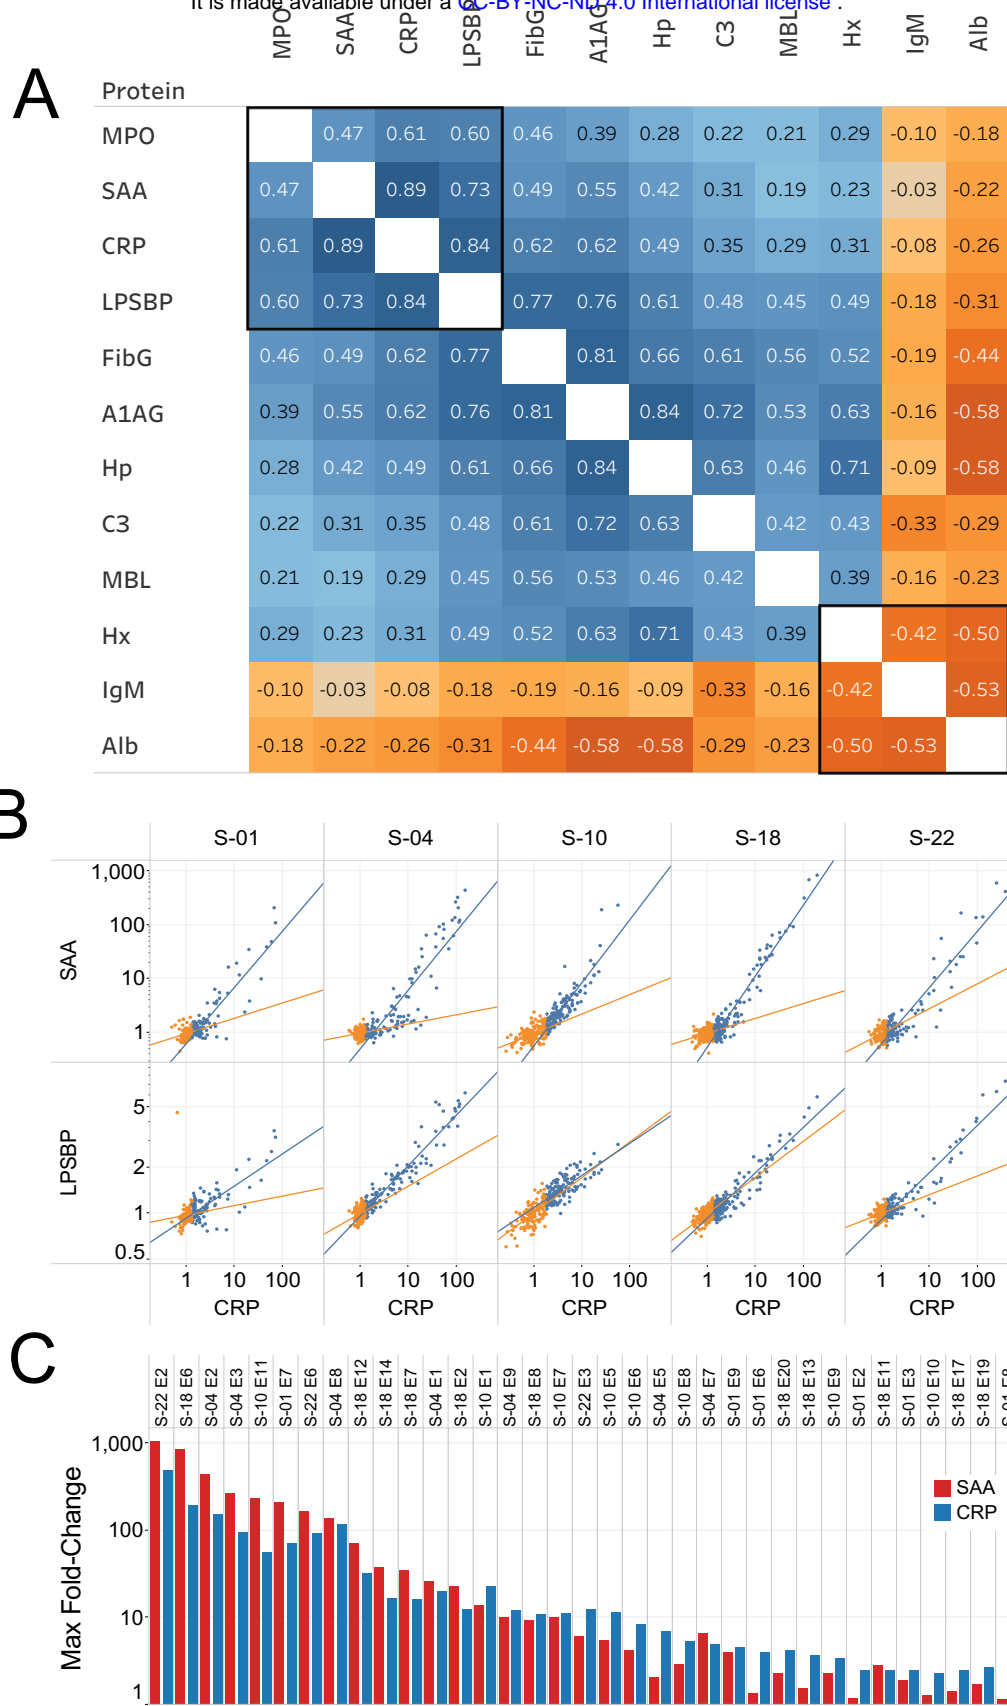 It is made available under a CC-BY-NC-ND 4.0 International license .
A
MPO SAA CRP LPSBP FibG A1AG Hp C3 MBL Hx IgM Alb
Protein
MPO 0.47 0.61 0.60 0.46 0.39 0.28 0.22 0.21 0.29 -0.10 -0.18
SAA 0.47 0.89 0.73 0.49 0.55 0.42 0.31 0.19 0.23 -0.03 -0.22
CRP 0.61 0.89 0.84 0.62 0.62 0.49 0.35 0.29 0.31 -0.08 -0.26
LPSBP 0.60 0.73 0.84 0.77 0.76 0.61 0.48 0.45 0.49 -0.18 -0.31
FibG 0.46 0.49 0.62 0.77 0.81 0.66 0.61 0.56 0.52 -0.19 -0.44
A1AG 0.39 0.55 0.62 0.76 0.81 0.84 0.72 0.53 0.63 -0.16 -0.58
Hp 0.28 0.42 0.49 0.61 0.66 0.84 0.63 0.46 0.71 -0.09 -0.58
C3 0.22 0.31 0.35 0.48 0.61 0.72 0.63 0.42 0.43 -0.33 -0.29
MBL 0.21 0.19 0.29 0.45 0.56 0.53 0.46 0.42 0.39 -0.16 -0.23
Hx 0.29 0.23 0.31 0.49 0.52 0.63 0.71 0.43 0.39 -0.42 -0.50
IgM -0.10 -0.03 -0.08 -0.18 -0.19 -0.16 -0.09 -0.33 -0.16 -0.42 -0.53
Alb -0.18 -0.22 -0.26 -0.31 -0.44 -0.58 -0.58 -0.29 -0.23 -0.50 -0.53
B
S-01 S-04 S-10 S-18 S-22
SAA
1,000
100
10
1
LPSBP
5
2
1
0.5
1 10 100 1 10 100 1 10 100 1 10 100 1 10 100
CRP CRP CRP CRP CRP
C
S-22 E2 S-18 E6 S-04 E2 S-04 E3 S-10 E11 S-01 E7 S-22 E6 S-04 E8 S-18 E12 S-18 E14 S-18 E7 S-04 E1 S-18 E2 S-10 E1 S-04 E9 S-18 E8 S-10 E7 S-22 E3 S-10 E5 S-10 E6 S-04 E5 S-10 E8 S-04 E7 S-01 E9 S-01 E6 S-18 E20 S-18 E13 S-10 E9 S-01 E2 S-18 E11 S-01 E3 S-10 E10 S-18 E17 S-18 E19
Max Fold-Change
1,000
100
10
1
SAA
CRP